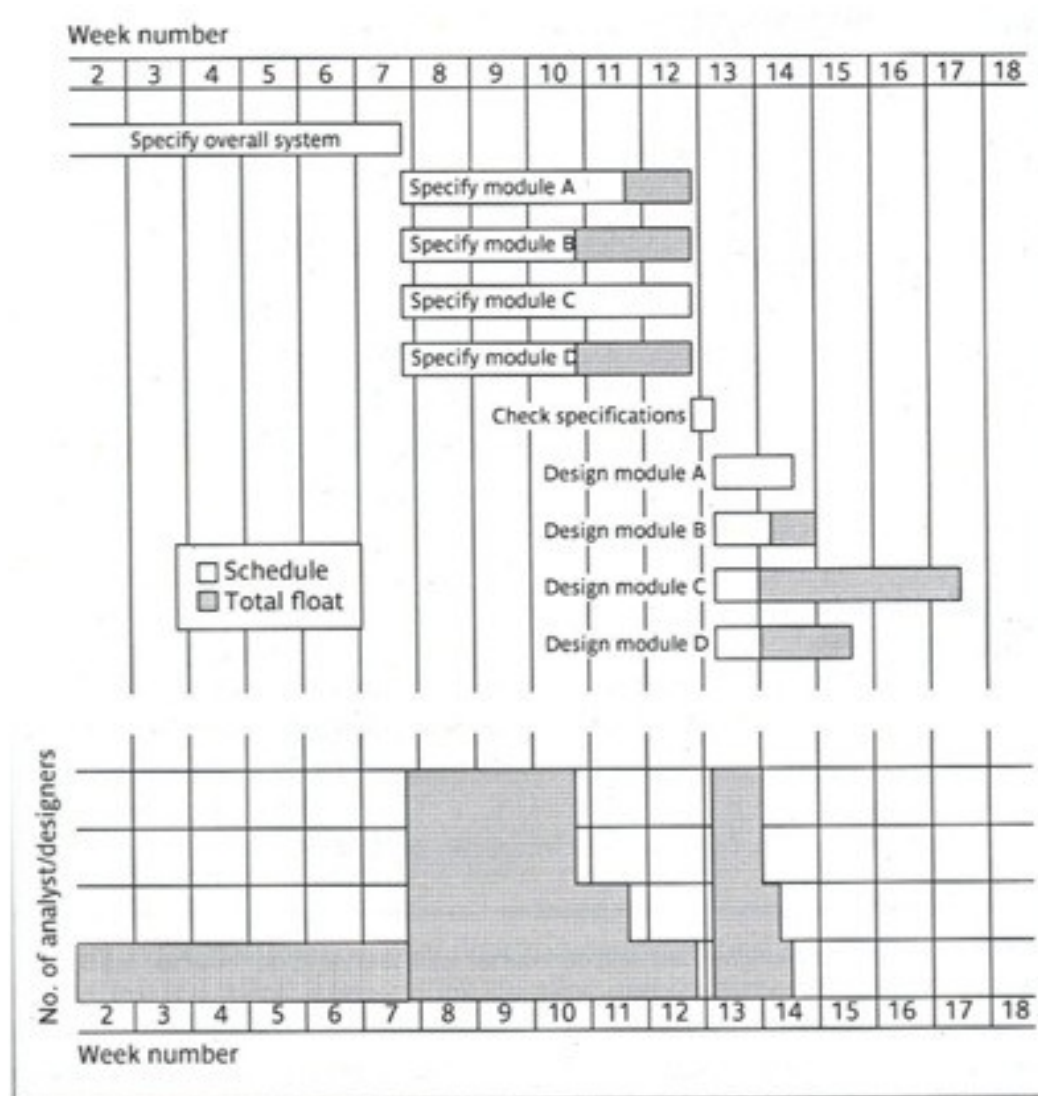 Week number
2 3 4 5 6 7 8 9 10 11 12 13 14 15 16 17 18
Specify overall system
Specify module A
Specify module B
Specify module C
Specify module D
Check specifications
Design module A
Design module B
Design module C
Design module D
Schedule
Total float
No. of analyst/designers
2 3 4 5 6 7 8 9 10 11 12 13 14 15 16 17 18
Week number